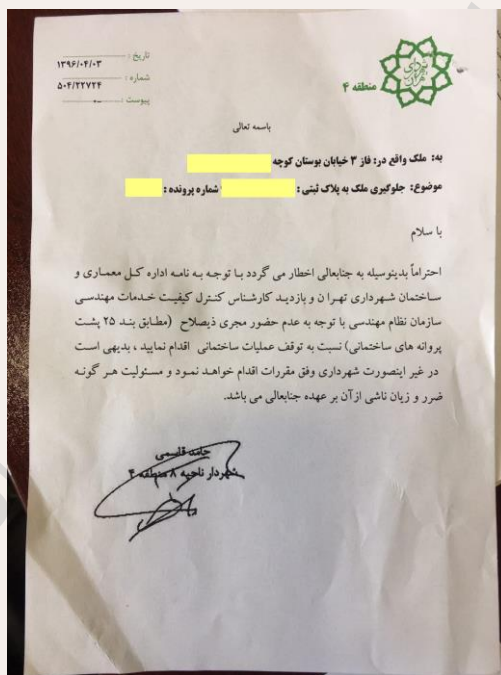 تاریخ :
۱۳۹۶/۰۴/۰۳
شماره :
۵۰۴/۲۲۷۲۴
پیوست :
--
منطقه ۴
باسمه تعالی
به: ملک واقع در: فاز ۳ خیابان بوستان کوچه
موضوع: جلوگیری ملک به پلاک ثبتی : شماره پرونده :
با سلام
احتراماً بدینوسیله به جنابعالی اخطار می گردد با توجه به نامه اداره کل معماری و
ساختمان شهرداری تهران و بازدید کارشناس کنترل کیفیت خدمات مهندسی
سازمان نظام مهندسی با توجه به عدم حضور مجری ذیصلاح (مطابق بند ۲۵ پشت
پروانه های ساختمانی) نسبت به توقف عملیات ساختمانی اقدام نمایید ، بدیهی است
در غیر اینصورت شهرداری وفق مقررات اقدام خواهد نمود و مسئولیت هر گونه
ضرر و زیان ناشی از آن بر عهده جنابعالی می باشد.
حامد قاسمی
شهردار ناحیه ۸ منطقه ۴